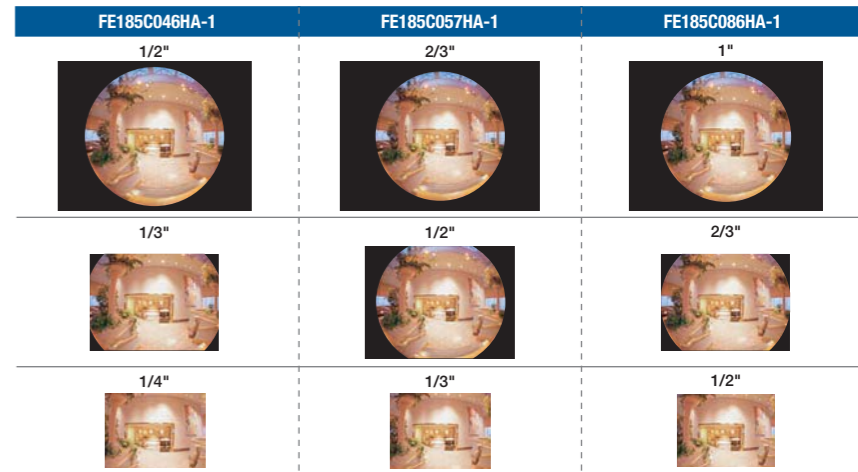 FE185C046HA-1 FE185C057HA-1 FE185C086HA-1
1/2" 2/3" 1"
1/3" 1/2" 2/3"
1/4" 1/3" 1/2"